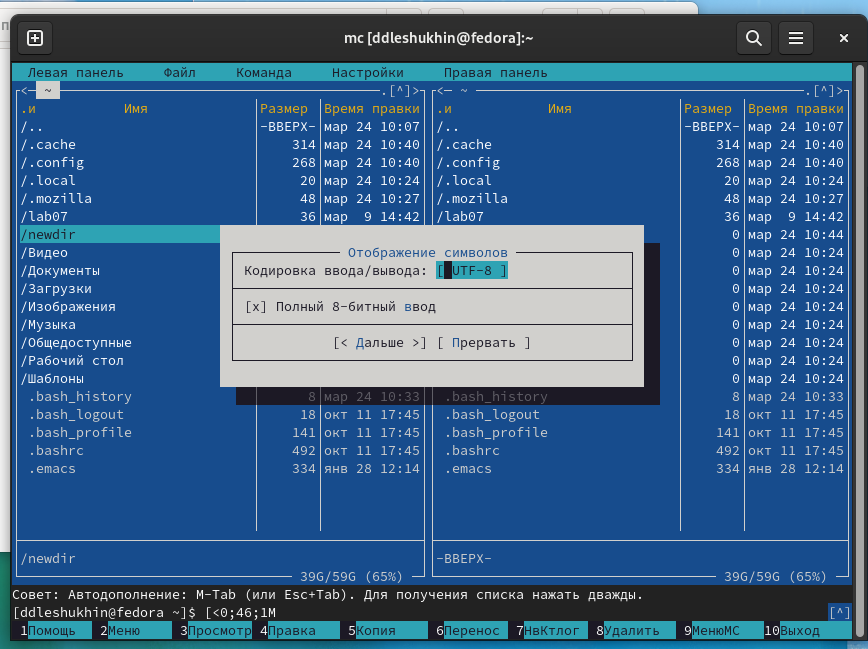 mc [ddleshukhin@fedora]:~
Левая панель Файл Команда Настройки Правая панель
<─ ~ .[^]>
.и Имя Размер Время правки
/.. -ВВЕРХ- мар 24 10:07
/.cache 314 мар 24 10:40
/.config 268 мар 24 10:40
/.local 20 мар 24 10:24
/.mozilla 48 мар 24 10:27
/lab07 36 мар 9 14:42
/newdir
/Видео
/Документы
/Загрузки
/Изображения
/Музыка
/Общедоступные
/Рабочий стол
/Шаблоны
.bash_history 8 мар 24 10:33
.bash_logout 18 окт 11 17:45
.bash_profile 141 окт 11 17:45
.bashrc 492 окт 11 17:45
.emacs 334 янв 28 12:14
/newdir
39G/59G (65%)
<─ ~ .[^]>
.и Имя Размер Время правки
/.. -ВВЕРХ- мар 24 10:07
/.cache 314 мар 24 10:40
/.config 268 мар 24 10:40
/.local 20 мар 24 10:24
/.mozilla 48 мар 24 10:27
/lab07 36 мар 9 14:42
0 мар 24 10:44
0 мар 24 10:24
0 мар 24 10:24
0 мар 24 10:24
0 мар 24 10:24
0 мар 24 10:24
0 мар 24 10:24
0 мар 24 10:24
0 мар 24 10:24
.bash_history 8 мар 24 10:33
.bash_logout 18 окт 11 17:45
.bash_profile 141 окт 11 17:45
.bashrc 492 окт 11 17:45
.emacs 334 янв 28 12:14
-ВВЕРХ-
39G/59G (65%)
Отображение символов
Кодировка ввода/вывода: [ UTF-8 ]
[x] Полный 8-битный ввод
[< Дальше >] [ Прервать ]
Совет: Автодополнение: M-Tab (или Esc+Tab). Для получения списка нажать дважды.
[ddleshukhin@fedora ~]$ [<0;46;1M [^]
1Помощь 2Меню 3Просмотр 4Правка 5Копия 6Перенос 7НвКтлог 8Удалить 9МенюМС 10Выход